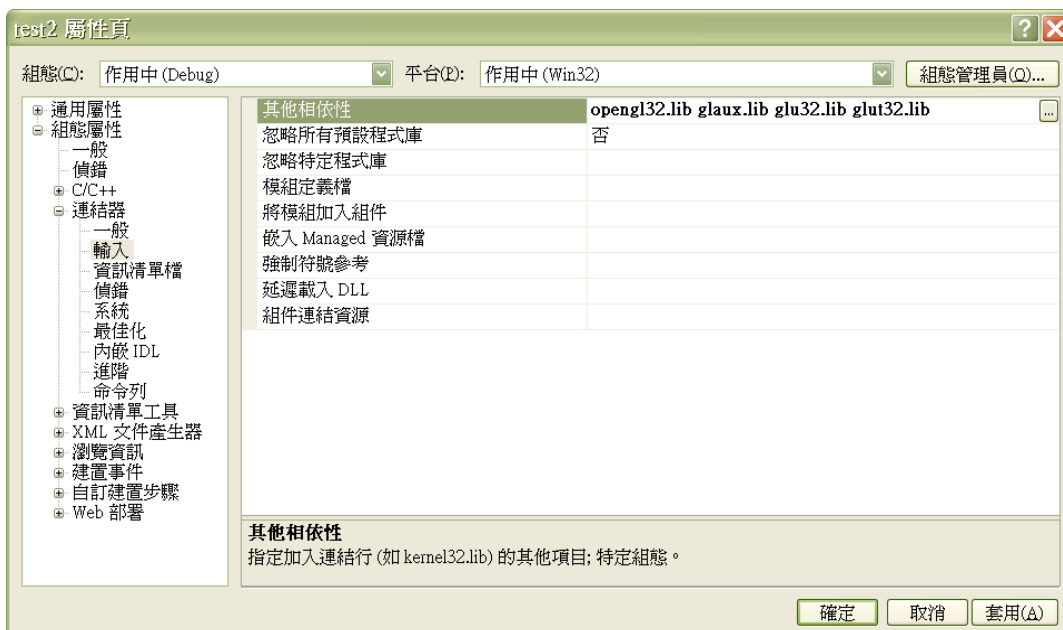 test2 屬性頁
組態(C): 作用中 (Debug) 平台(P): 作用中 (Win32) 組態管理員(O)...
通用屬性
組態屬性
一般
偵錯
C/C++
連結器
一般
輸入
資訊清單檔
偵錯
系統
最佳化
內嵌 IDL
進階
命令列
資訊清單工具
XML 文件產生器
瀏覽資訊
建置事件
自訂建置步驟
Web 部署
其他相依性 opengl32.lib glaux.lib glu32.lib glut32.lib ...
忽略所有預設程式庫 否
忽略特定程式庫
模組定義檔
將模組加入組件
嵌入 Managed 資源檔
強制符號參考
延遲載入 DLL
組件連結資源
其他相依性
指定加入連結行 (如 kernel32.lib) 的其他項目; 特定組態。
確定 取消 套用(A)